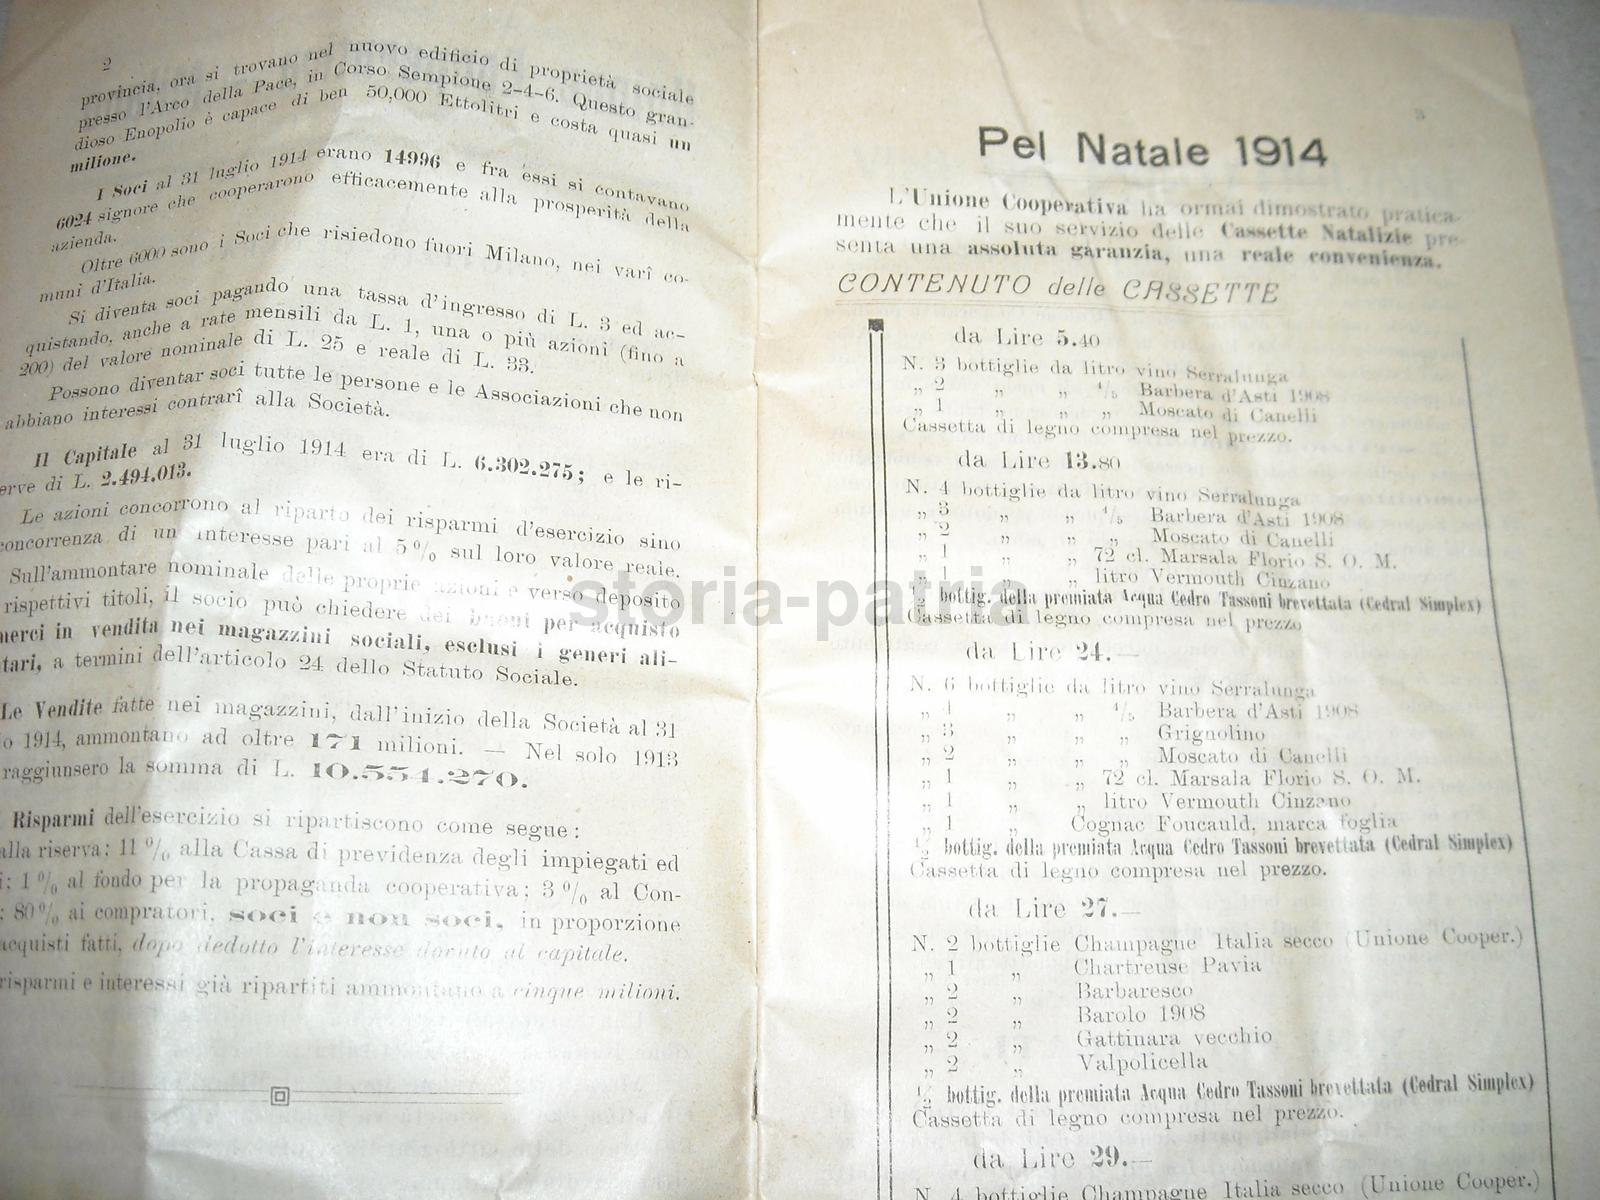 2
provincia, ora si trovano nel nuovo edificio di proprietà sociale
presso l'Arco della Pace, in Corso Sempione 2-4-6. Questo gran-
dioso Enopolio è capace di ben 50,000 Ettolitri e costa quasi un
milione.
I Soci al 31 luglio 1914 erano 14996 e fra essi si contavano
6024 signore che cooperarono efficacemente alla prosperità della
azienda.
Oltre 6000 sono i Soci che risiedono fuori Milano, nei varî co-
muni d'Italia.
Si diventa soci pagando una tassa d'ingresso di L. 3 ed ac-
quistando, anche a rate mensili da L. 1, una o più azioni (fino a
200) del valore nominale di L. 25 e reale di L. 33.
Possono diventar soci tutte le persone e le Associazioni che non
abbiano interessi contrarî alla Società.
Il Capitale al 31 luglio 1914 era di L. 6.302.275; e le ri-
erve di L. 2.494.013.
Le azioni concorrono al riparto dei risparmi d'esercizio sino
concorrenza di un interesse pari al 5 % sul loro valore reale.
Sull'ammontare nominale delle proprie azioni e verso deposito
rispettivi titoli, il socio può chiedere dei buoni per acquisto
merci in vendita nei magazzini sociali, esclusi i generi ali-
tari, a termini dell'articolo 24 dello Statuto Sociale.
Le Vendite fatte nei magazzini, dall'inizio della Società al 31
o 1914, ammontano ad oltre 171 milioni. — Nel solo 1913
raggiunsero la somma di L. 10.554.270.
Risparmi dell'esercizio si ripartiscono come segue:
alla riserva; 11 % alla Cassa di previdenza degli impiegati ed
i; 1 % al fondo per la propaganda cooperativa; 3 % al Con-
; 80 % ai compratori, soci e non soci, in proporzione
acquisti fatti, dopo dedotto l'interesse dovuto al capitale.
risparmi e interessi già ripartiti ammontano a cinque milioni.
3
Pel Natale 1914
L'Unione Cooperativa ha ormai dimostrato pratica-
mente che il suo servizio delle Cassette Natalizie pre-
senta una assoluta garanzia, una reale convenienza.
CONTENUTO delle CASSETTE
da Lire 5.40
N. 3 bottiglie da litro vino Serralunga
„ 2 „ „ 4/5 Barbera d'Asti 1908
„ 1 „ „ „ Moscato di Canelli
Cassetta di legno compresa nel prezzo.
da Lire 13.80
N. 4 bottiglie da litro vino Serralunga
„ 3 „ „ 4/5 Barbera d'Asti 1908
„ 2 „ „ „ Moscato di Canelli
„ 1 „ „ 72 cl. Marsala Florio S. O. M.
„ 1 „ „ litro Vermouth Cinzano
1/2 bottig. della premiata Acqua Cedro Tassoni brevettata (Cedral Simplex)
Cassetta di legno compresa nel prezzo
da Lire 24.—
N. 6 bottiglie da litro vino Serralunga
„ 4 „ „ 4/5 Barbera d'Asti 1908
„ 3 „ „ „ Grignolino
„ 2 „ „ „ Moscato di Canelli
„ 1 „ „ 72 cl. Marsala Florio S. O. M.
„ 1 „ „ litro Vermouth Cinzano
„ 1 „ Cognac Foucauld, marca foglia
1/2 bottig. della premiata Acqua Cedro Tassoni brevettata (Cedral Simplex)
Cassetta di legno compresa nel prezzo.
da Lire 27.—
N. 2 bottiglie Champagne Italia secco (Unione Cooper.)
„ 1 „ Chartreuse Pavia
„ 2 „ Barbaresco
„ 2 „ Barolo 1908
„ 2 „ Gattinara vecchio
„ 2 „ Valpolicella
1/2 bottig. della premiata Acqua Cedro Tassoni brevettata (Cedral Simplex)
Cassetta di legno compresa nel prezzo.
da Lire 29.—
N. 4 bottiglie Champagne Italia secco (Unione Cooper.)
storia-patria